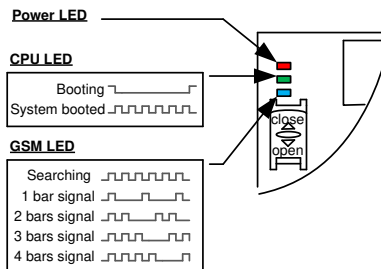 Power LED
CPU LED
Booting
System booted
GSM LED
Searching
1 bar signal
2 bars signal
3 bars signal
4 bars signal
close
open